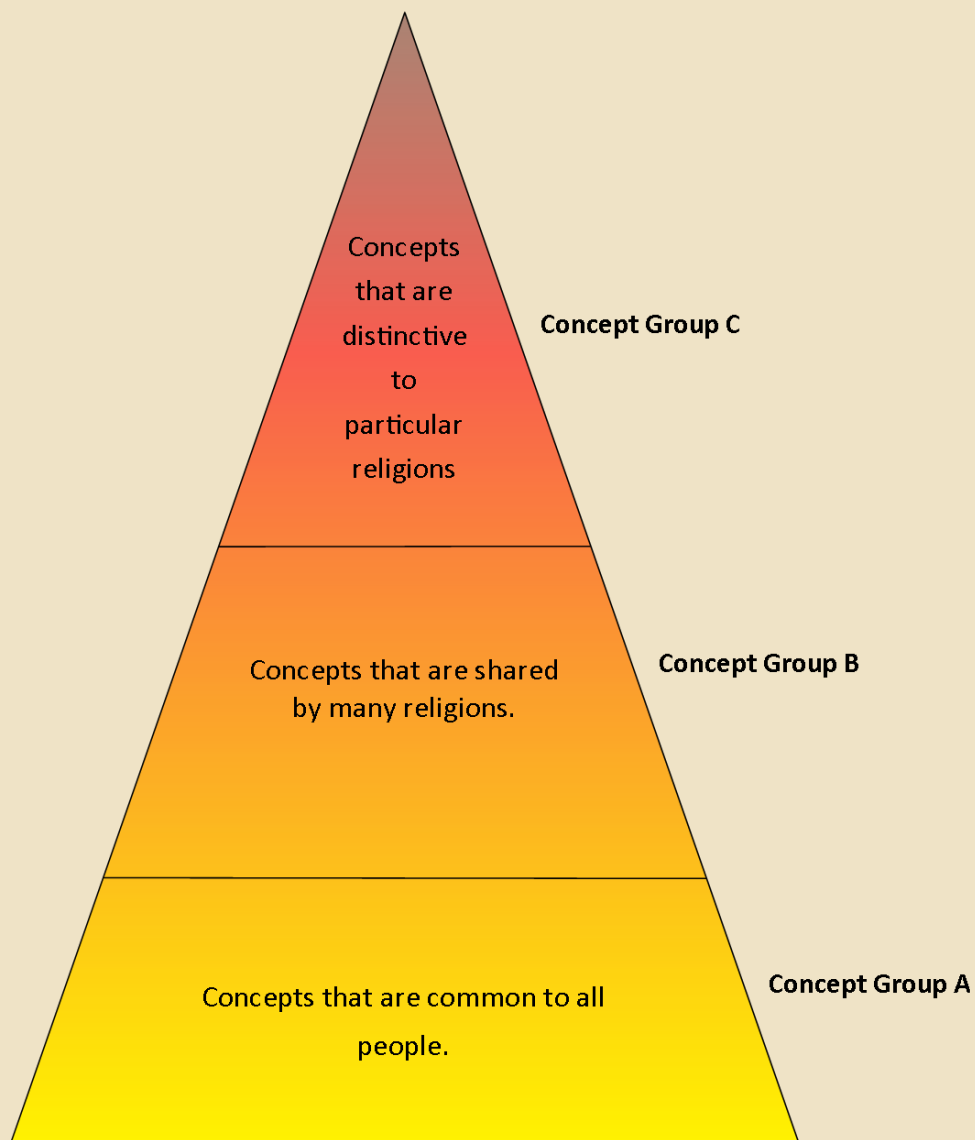 Concepts
that are
distinctive
to
particular
religions
Concept Group C
Concepts that are shared
by many religions.
Concept Group B
Concepts that are common to all
people.
Concept Group A